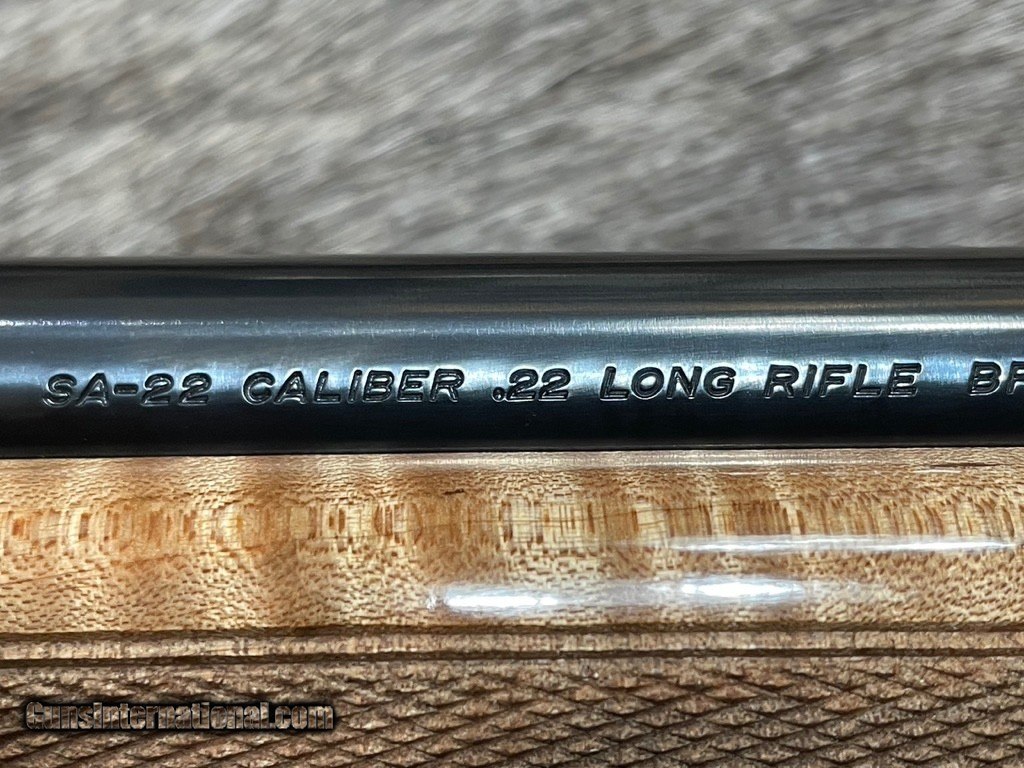 SA-22 CALIBER .22 LONG RIFLE
GunsInternational.com